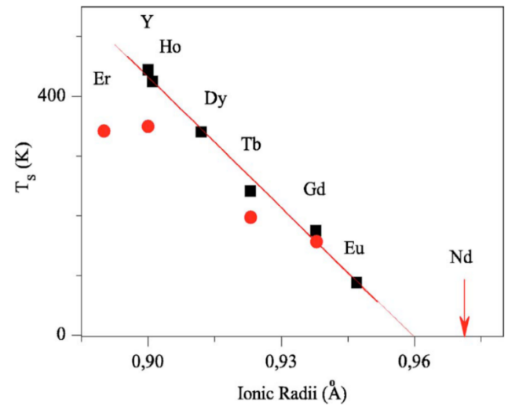 Y
Ho
Er
400
Dy
Tb
Gd
Eu
Nd
T_s (K)
0
0,90
0,93
0,96
Ionic Radii (Å)